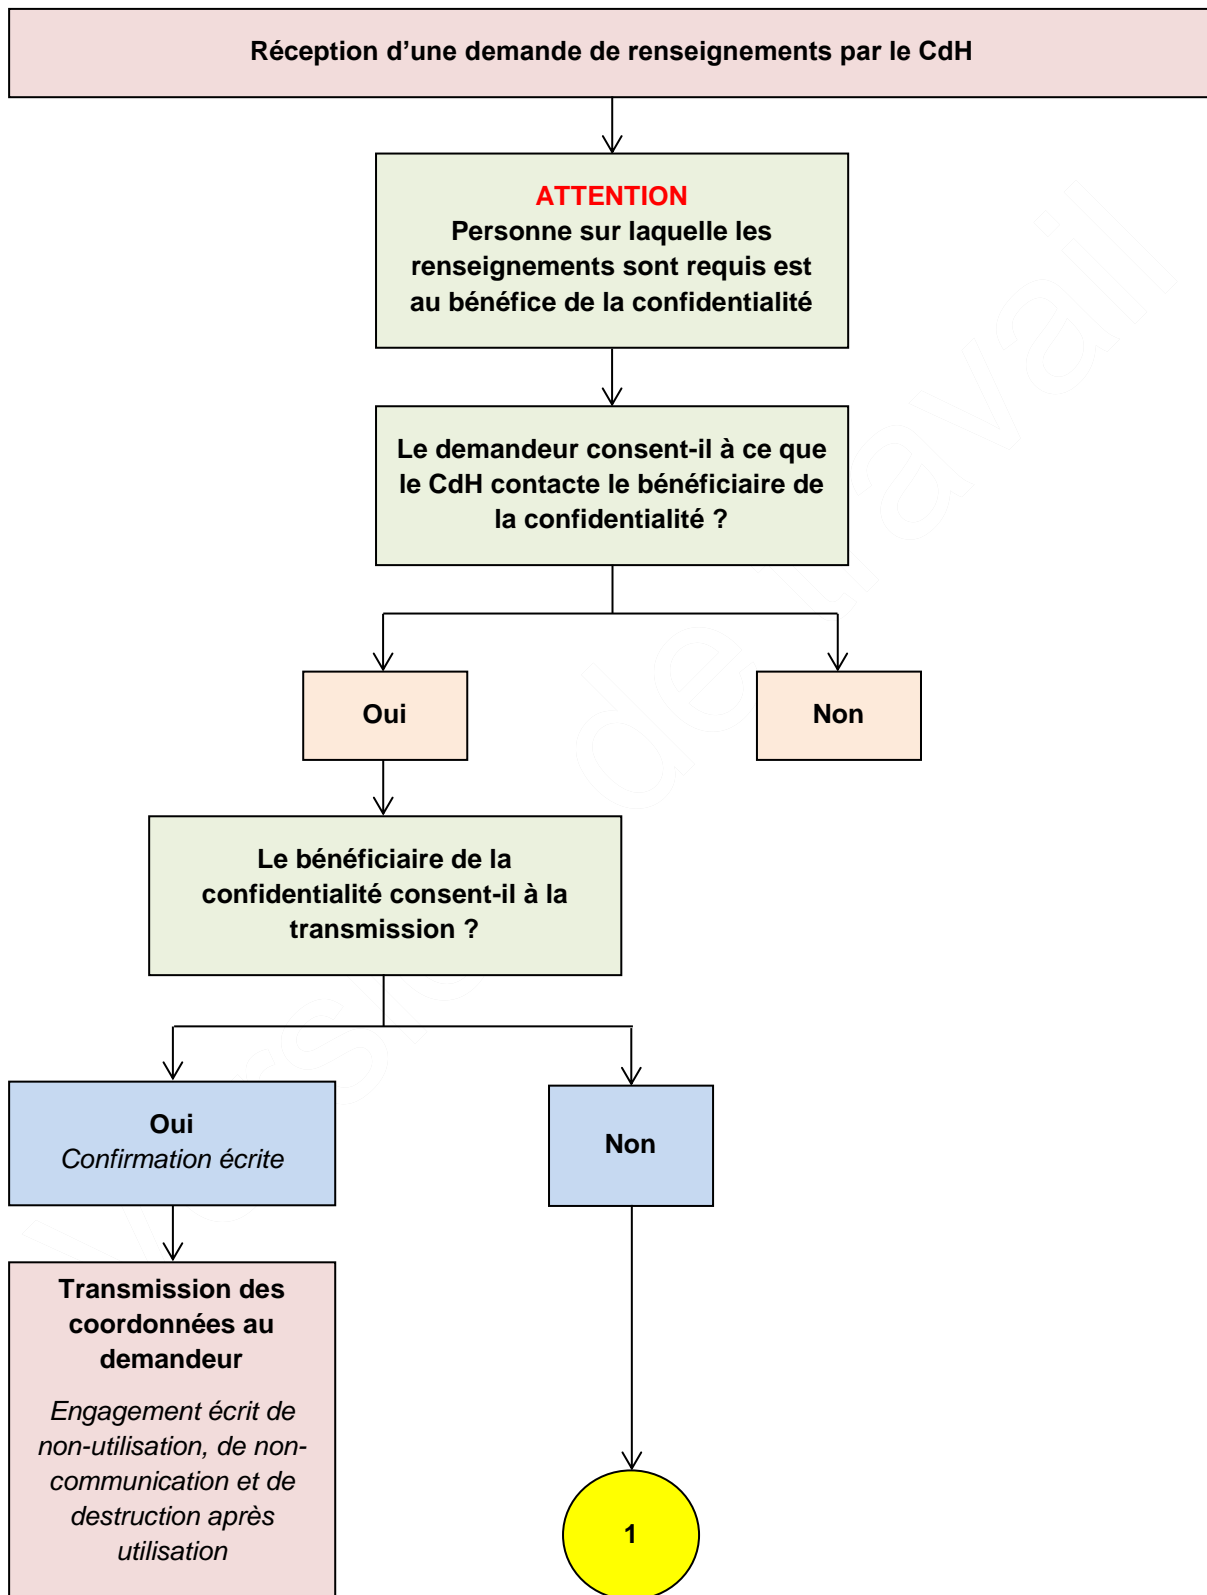 Réception d’une demande de renseignements par le CdH
ATTENTION
Personne sur laquelle les
renseignements sont requis est
au bénéfice de la confidentialité
Le demandeur consent-il à ce que
le CdH contacte le bénéficiaire de
la confidentialité ?
Oui
Non
Le bénéficiaire de la
confidentialité consent-il à la
transmission ?
Oui
Confirmation écrite
Non
Transmission des
coordonnées au
demandeur
Engagement écrit de
non-utilisation, de non-
communication et de
destruction après
utilisation
1
Version de travail